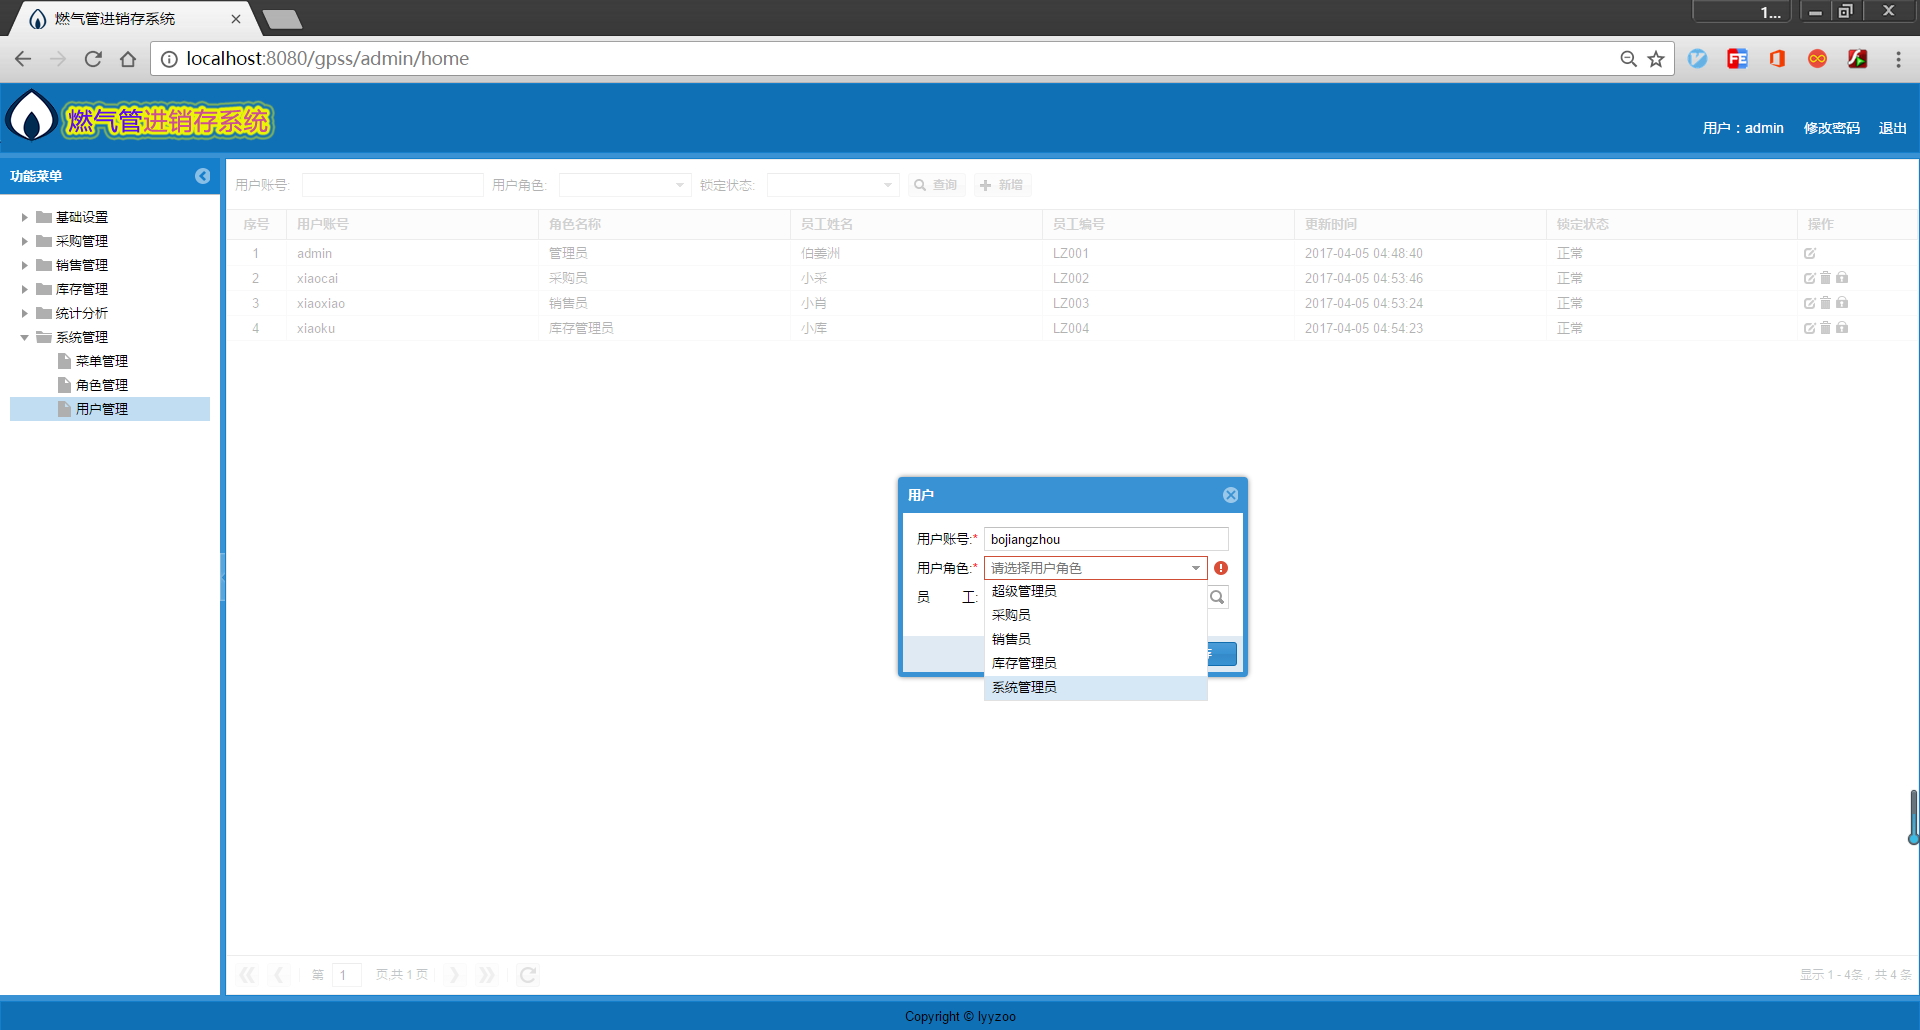 燃气管进销存系统
1...
localhost:8080/gpss/admin/home
燃气管进销存系统
用户：admin 修改密码 退出
功能菜单
基础设置
采购管理
销售管理
库存管理
统计分析
系统管理
菜单管理
角色管理
用户管理
用户账号: 用户角色: 锁定状态: 查询 新增
序号 用户账号 角色名称 员工姓名 员工编号 更新时间 锁定状态 操作
1 admin 管理员 伯姜洲 LZ001 2017-04-05 04:48:40 正常
2 xiaocai 采购员 小采 LZ002 2017-04-05 04:53:46 正常
3 xiaoxiao 销售员 小肖 LZ003 2017-04-05 04:53:24 正常
4 xiaoku 库存管理员 小库 LZ004 2017-04-05 04:54:23 正常
用户
用户账号:* bojiangzhou
用户角色:* 请选择用户角色
员 工:
超级管理员
采购员
销售员
库存管理员
系统管理员
第 1 页,共 1 页
显示 1 - 4条，共 4 条
Copyright © lyyzoo